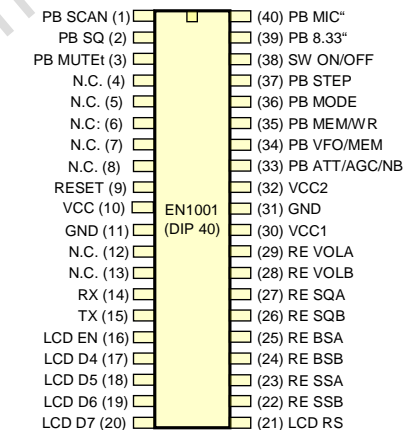 PB SCAN (1)
PB SQ (2)
PB MUTEt (3)
N.C. (4)
N.C. (5)
N.C: (6)
N.C. (7)
N.C. (8)
RESET (9)
VCC (10)
GND (11)
N.C. (12)
N.C. (13)
RX (14)
TX (15)
LCD EN (16)
LCD D4 (17)
LCD D5 (18)
LCD D6 (19)
LCD D7 (20)
EN1001
(DIP 40)
(40) PB MIC“
(39) PB 8.33“
(38) SW ON/OFF
(37) PB STEP
(36) PB MODE
(35) PB MEM/WR
(34) PB VFO/MEM
(33) PB ATT/AGC/NB
(32) VCC2
(31) GND
(30) VCC1
(29) RE VOLA
(28) RE VOLB
(27) RE SQA
(26) RE SQB
(25) RE BSA
(24) RE BSB
(23) RE SSA
(22) RE SSB
(21) LCD RS